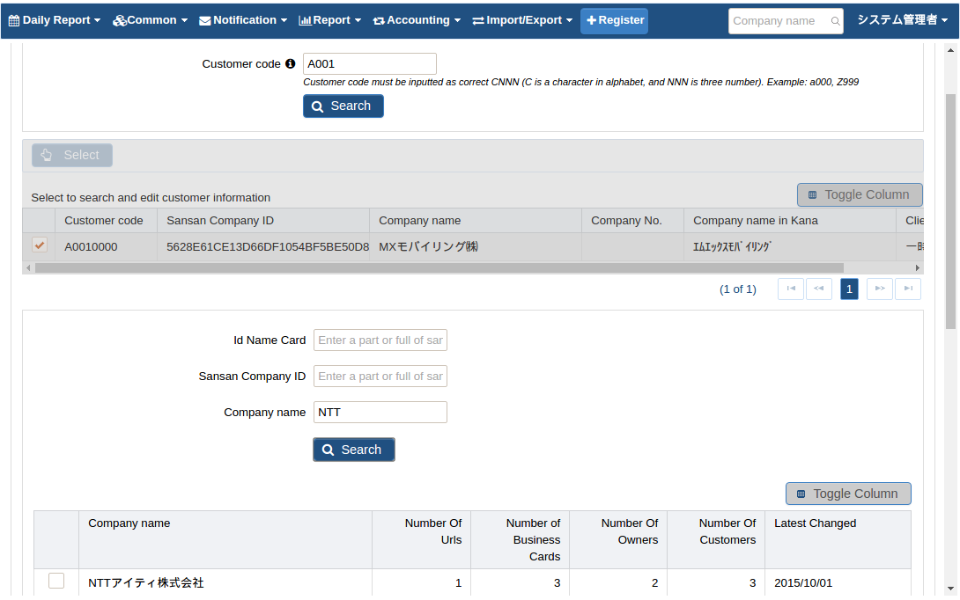 Daily Report Common Notification Report Accounting Import/Export Register Company name システム管理者
Customer code A001
Customer code must be inputted as correct CNNN (C is a character in alphabet, and NNN is three number). Example: a000, Z999
Search
Select
Select to search and edit customer information Toggle Column
Customer code Sansan Company ID Company name Company No. Company name in Kana Clie
A0010000 5628E61CE13D66DF1054BF5BE50D8 MXモバイリング㈱ ｴﾑｴｯｸｽﾓﾊﾞｲﾘﾝｸﾞ 一時
(1 of 1) 1
Id Name Card Enter a part or full of sar
Sansan Company ID Enter a part or full of sar
Company name NTT
Search
Toggle Column
Company name Number Of Urls Number of Business Cards Number Of Owners Number Of Customers Latest Changed
NTTアイティ株式会社 1 3 2 3 2015/10/01